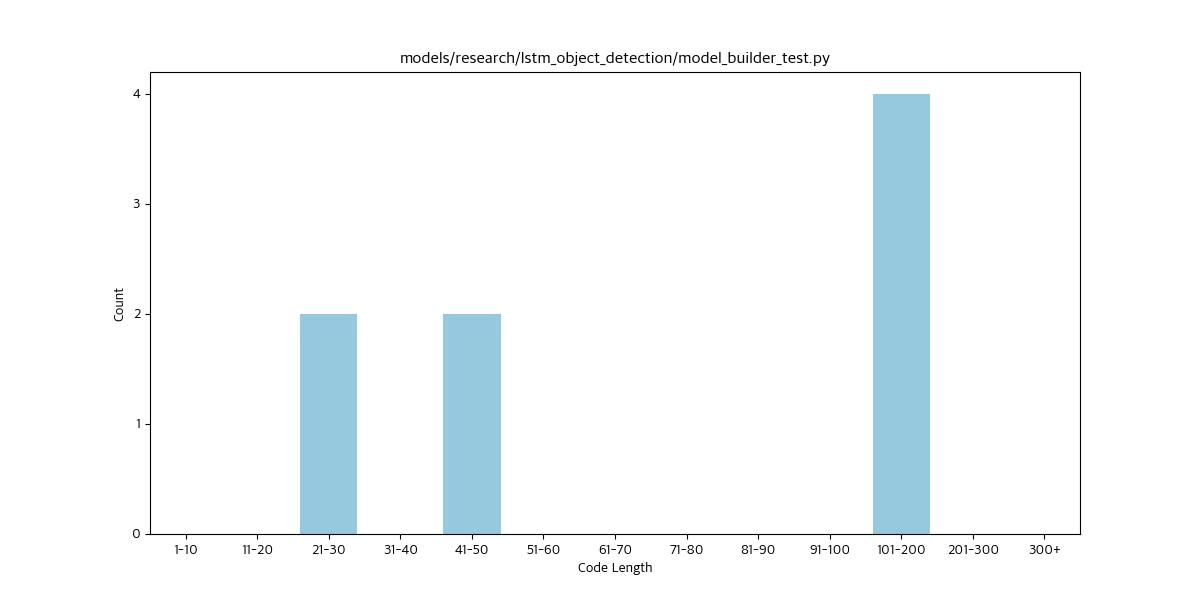 models/research/lstm_object_detection/model_builder_test.py
4
3
2
1
0
Count
1-10 11-20 21-30 31-40 41-50 51-60 61-70 71-80 81-90 91-100 101-200 201-300 300+
Code Length